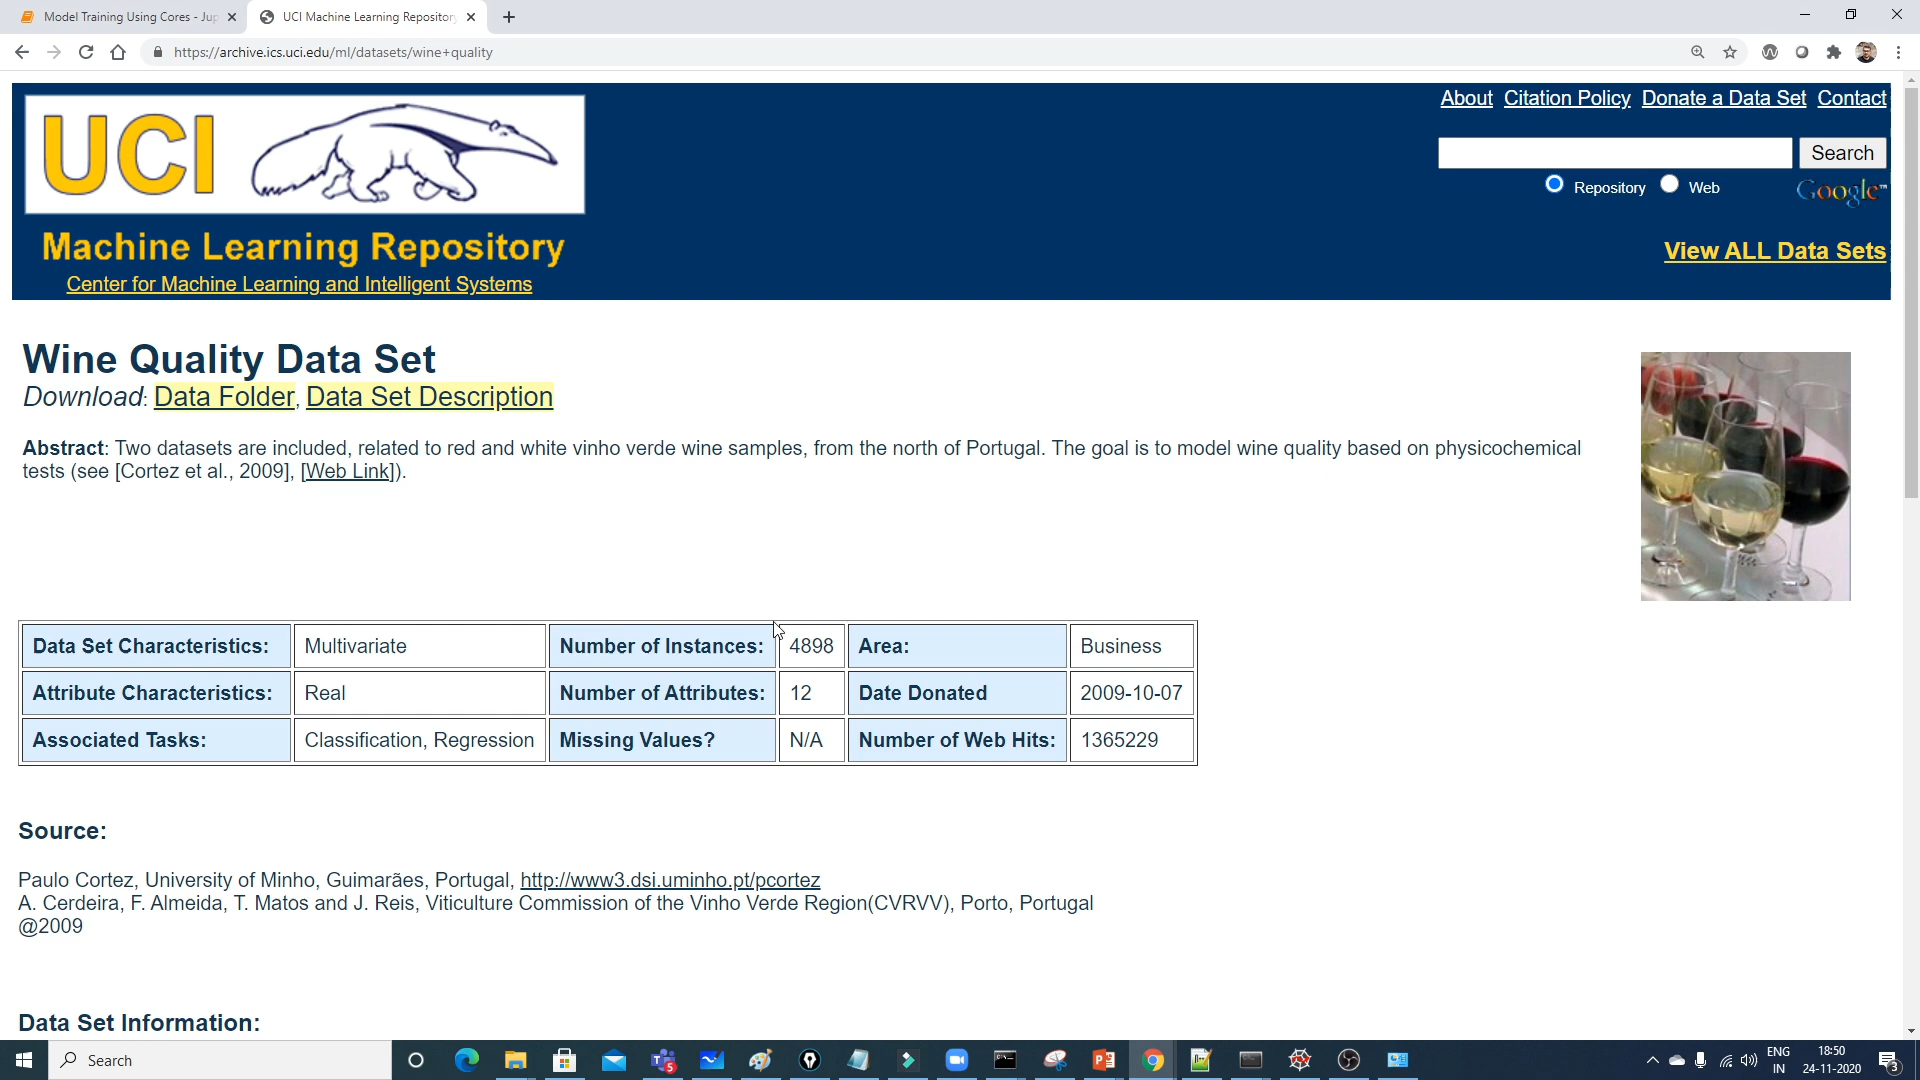 Model Training Using Cores - Jup
UCI Machine Learning Repository
https://archive.ics.uci.edu/ml/datasets/wine+quality
UCI
About Citation Policy Donate a Data Set Contact
Search
Repository Web
Google™
Machine Learning Repository
View ALL Data Sets
Center for Machine Learning and Intelligent Systems
Wine Quality Data Set
Download: Data Folder, Data Set Description
Abstract: Two datasets are included, related to red and white vinho verde wine samples, from the north of Portugal. The goal is to model wine quality based on physicochemical
tests (see [Cortez et al., 2009], [Web Link]).
Data Set Characteristics: Multivariate Number of Instances: 4898 Area: Business
Attribute Characteristics: Real Number of Attributes: 12 Date Donated 2009-10-07
Associated Tasks: Classification, Regression Missing Values? N/A Number of Web Hits: 1365229
Source:
Paulo Cortez, University of Minho, Guimarães, Portugal, http://www3.dsi.uminho.pt/pcortez
A. Cerdeira, F. Almeida, T. Matos and J. Reis, Viticulture Commission of the Vinho Verde Region(CVRVV), Porto, Portugal
@2009
Data Set Information:
Search
5
ENG
IN
18:50
24-11-2020
3